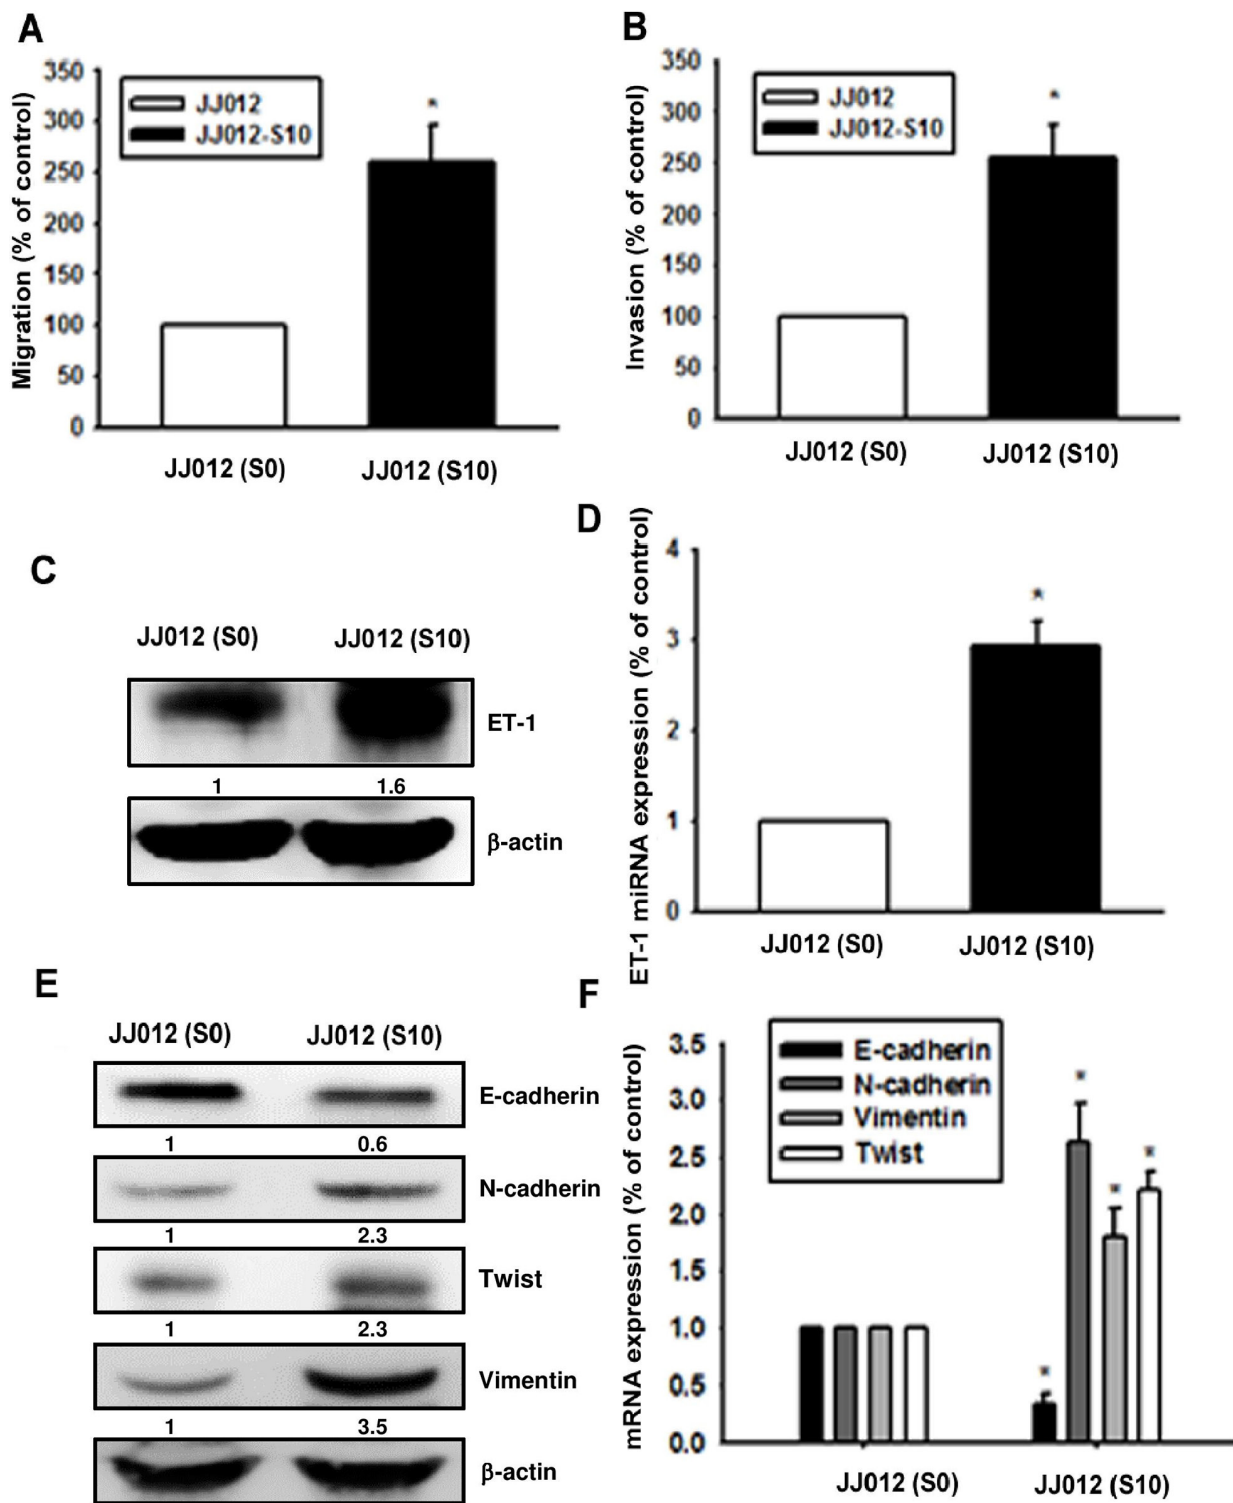 A
Migration (% of control)
350
300
250
200
150
100
50
0
JJ012
JJ012-S10
*
JJ012 (S0)
JJ012 (S10)
B
Invasion (% of control)
350
300
250
200
150
100
50
0
JJ012
JJ012-S10
*
JJ012 (S0)
JJ012 (S10)
C
JJ012 (S0)
JJ012 (S10)
ET-1
1
1.6
β-actin
D
ET-1 miRNA expression (% of control)
4
3
2
1
0
*
JJ012 (S0)
JJ012 (S10)
E
JJ012 (S0)
JJ012 (S10)
E-cadherin
1
0.6
N-cadherin
1
2.3
Twist
1
2.3
Vimentin
1
3.5
β-actin
F
mRNA expression (% of control)
3.5
3.0
2.5
2.0
1.5
1.0
0.5
0.0
E-cadherin
N-cadherin
Vimentin
Twist
*
*
*
*
JJ012 (S0)
JJ012 (S10)